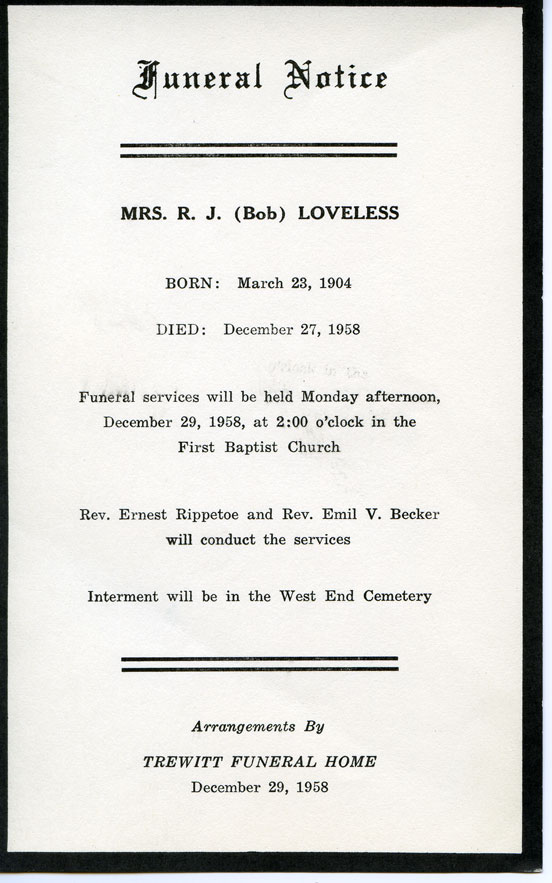 Funeral Notice
MRS. R. J. (Bob) LOVELESS
BORN: March 23, 1904
DIED: December 27, 1958
Funeral services will be held Monday afternoon,
December 29, 1958, at 2:00 o'clock in the
First Baptist Church
Rev. Ernest Rippetoe and Rev. Emil V. Becker
will conduct the services
Interment will be in the West End Cemetery
Arrangements By
TREWITT FUNERAL HOME
December 29, 1958